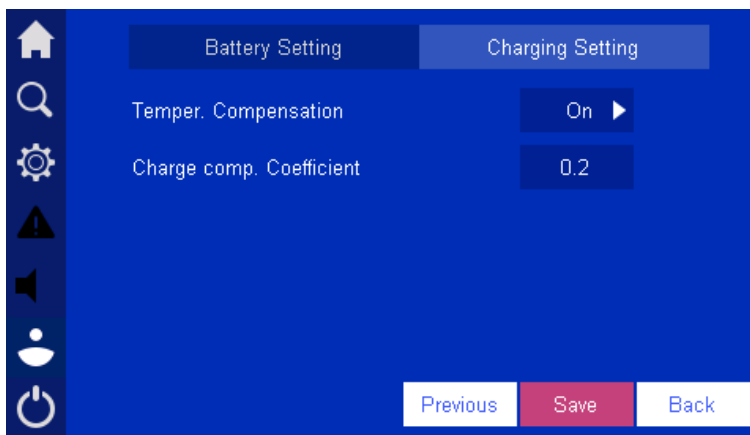 Battery Setting Charging Setting
Temper. Compensation On
Charge comp. Coefficient 0.2
Previous Save Back